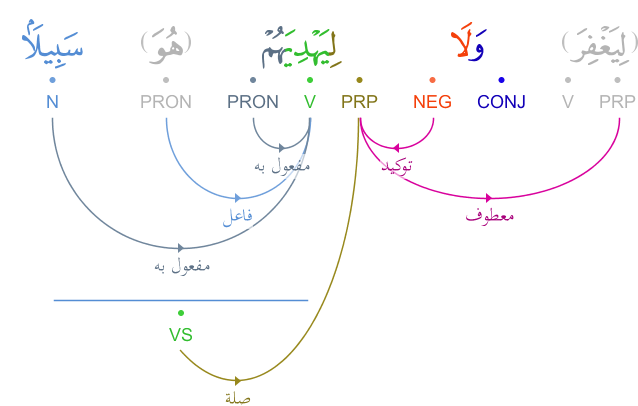 (لِيَغْفِرَ) وَلَا لِيَهْدِيَهُمْ (هُوَ) سَبِيلًاۢ
N PRON PRON V PRP NEG CONJ V PRP
مفعول به توكيد
فاعل معطوف
مفعول به
VS
صلة